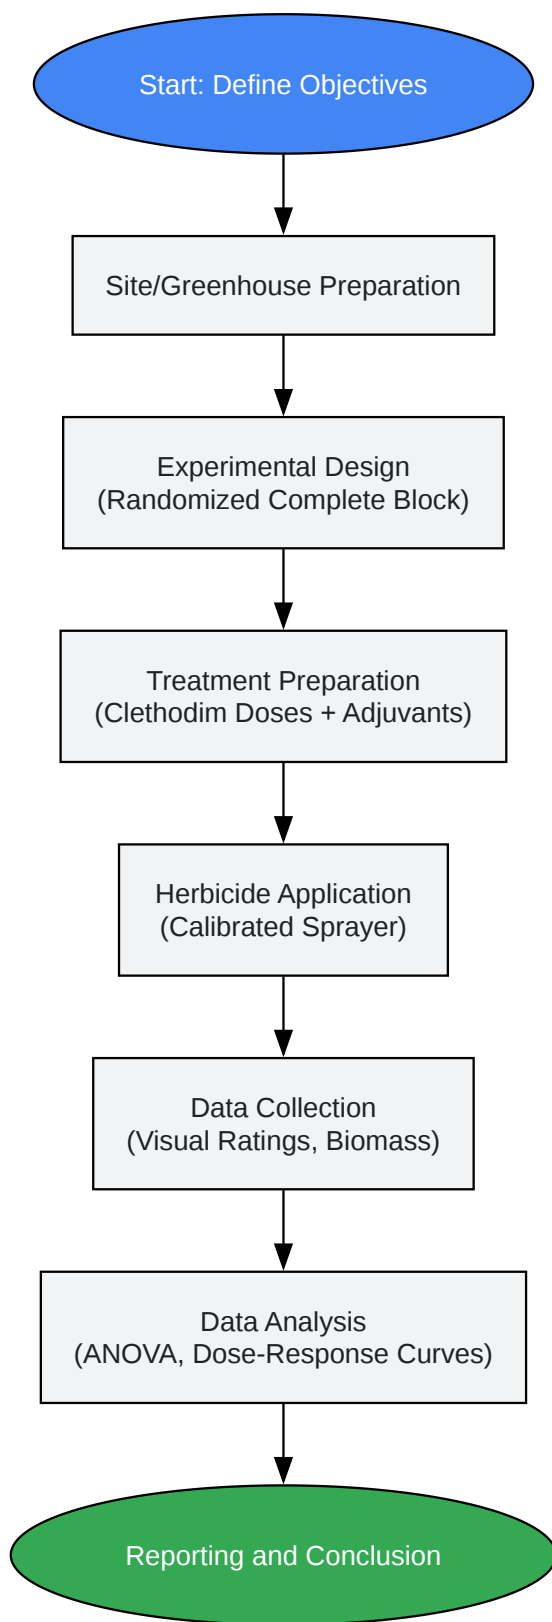 Start: Define Objectives
Site/Greenhouse Preparation
Experimental Design
(Randomized Complete Block)
Treatment Preparation
(Clethodim Doses + Adjuvants)
Herbicide Application
(Calibrated Sprayer)
Data Collection
(Visual Ratings, Biomass)
Data Analysis
(ANOVA, Dose-Response Curves)
Reporting and Conclusion